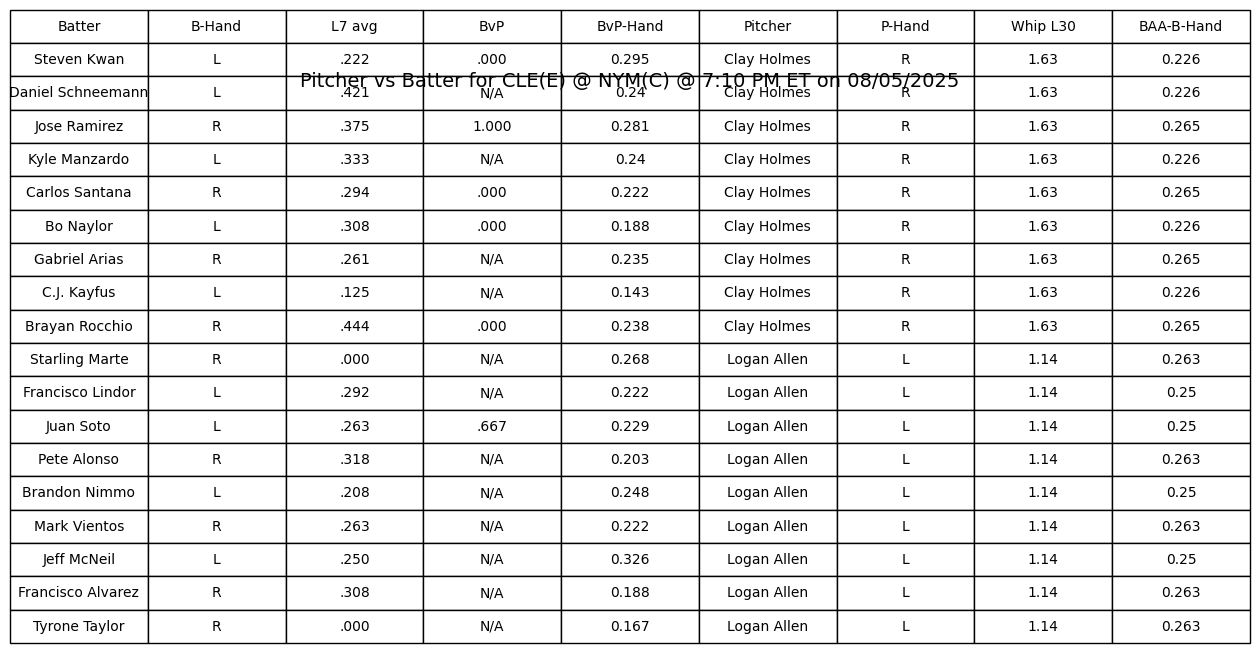 Batter B-Hand L7 avg BvP BvP-Hand Pitcher P-Hand Whip L30 BAA-B-Hand
Steven Kwan L .222 .000 0.295 Clay Holmes R 1.63 0.226
Pitcher vs Batter for CLE(E) @ NYM(C) @ 7:10 PM ET on 08/05/2025
Daniel Schneemann L .421 N/A 0.24 Clay Holmes R 1.63 0.226
Jose Ramirez R .375 1.000 0.281 Clay Holmes R 1.63 0.265
Kyle Manzardo L .333 N/A 0.24 Clay Holmes R 1.63 0.226
Carlos Santana R .294 .000 0.222 Clay Holmes R 1.63 0.265
Bo Naylor L .308 .000 0.188 Clay Holmes R 1.63 0.226
Gabriel Arias R .261 N/A 0.235 Clay Holmes R 1.63 0.265
C.J. Kayfus L .125 N/A 0.143 Clay Holmes R 1.63 0.226
Brayan Rocchio R .444 .000 0.238 Clay Holmes R 1.63 0.265
Starling Marte R .000 N/A 0.268 Logan Allen L 1.14 0.263
Francisco Lindor L .292 N/A 0.222 Logan Allen L 1.14 0.25
Juan Soto L .263 .667 0.229 Logan Allen L 1.14 0.25
Pete Alonso R .318 N/A 0.203 Logan Allen L 1.14 0.263
Brandon Nimmo L .208 N/A 0.248 Logan Allen L 1.14 0.25
Mark Vientos R .263 N/A 0.222 Logan Allen L 1.14 0.263
Jeff McNeil L .250 N/A 0.326 Logan Allen L 1.14 0.25
Francisco Alvarez R .308 N/A 0.188 Logan Allen L 1.14 0.263
Tyrone Taylor R .000 N/A 0.167 Logan Allen L 1.14 0.263